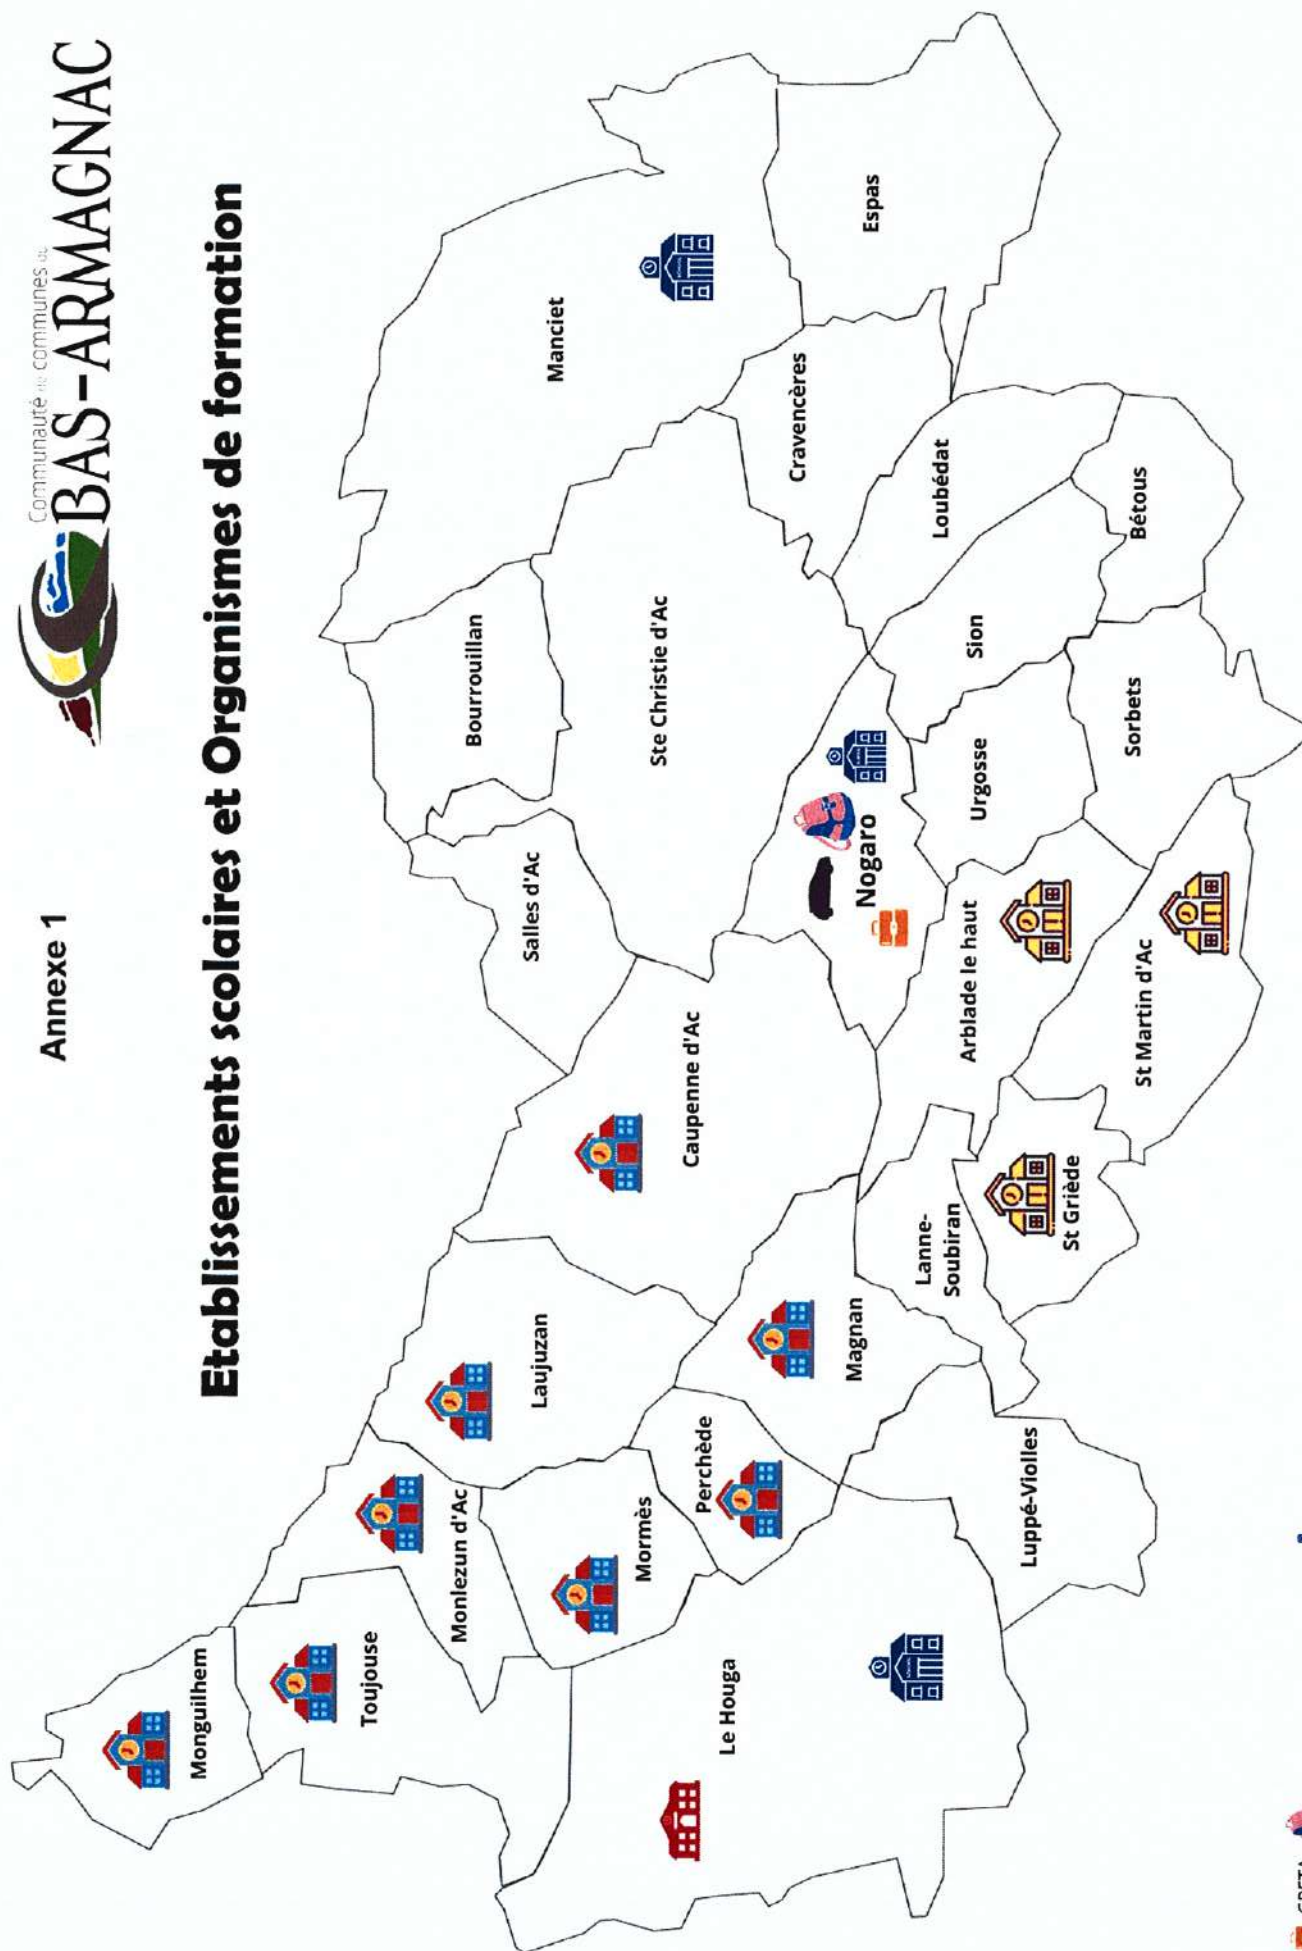 Annexe 1
Communauté de communes du
BAS-ARMAGNAC
Etablissements scolaires et Organismes de formation
Monguilhem
Toujouse
Monlezun d'Ac
Laujuzan
Mormès
Perchède
Le Houga
Magnan
Caupenne d'Ac
Salles d'Ac
Bourrouillan
Manciet
Ste Christie d'Ac
Cravencères
Espas
Nogaro
Loubédat
Sion
Urgosse
Bétous
Sorbets
Arblade le haut
St Martin d'Ac
Lanne-
Soubiran
St Griède
Luppé-Violles
GRETA